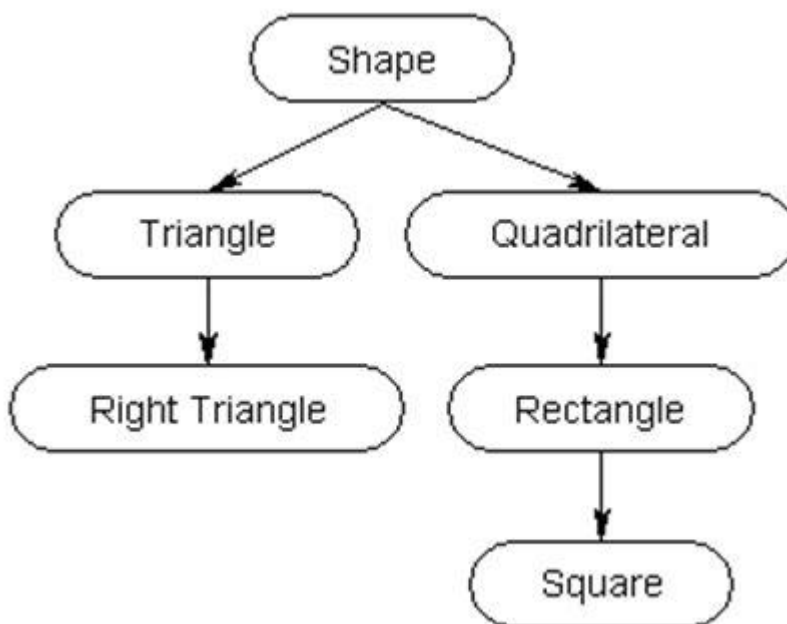 Shape
Triangle
Quadrilateral
Right Triangle
Rectangle
Square